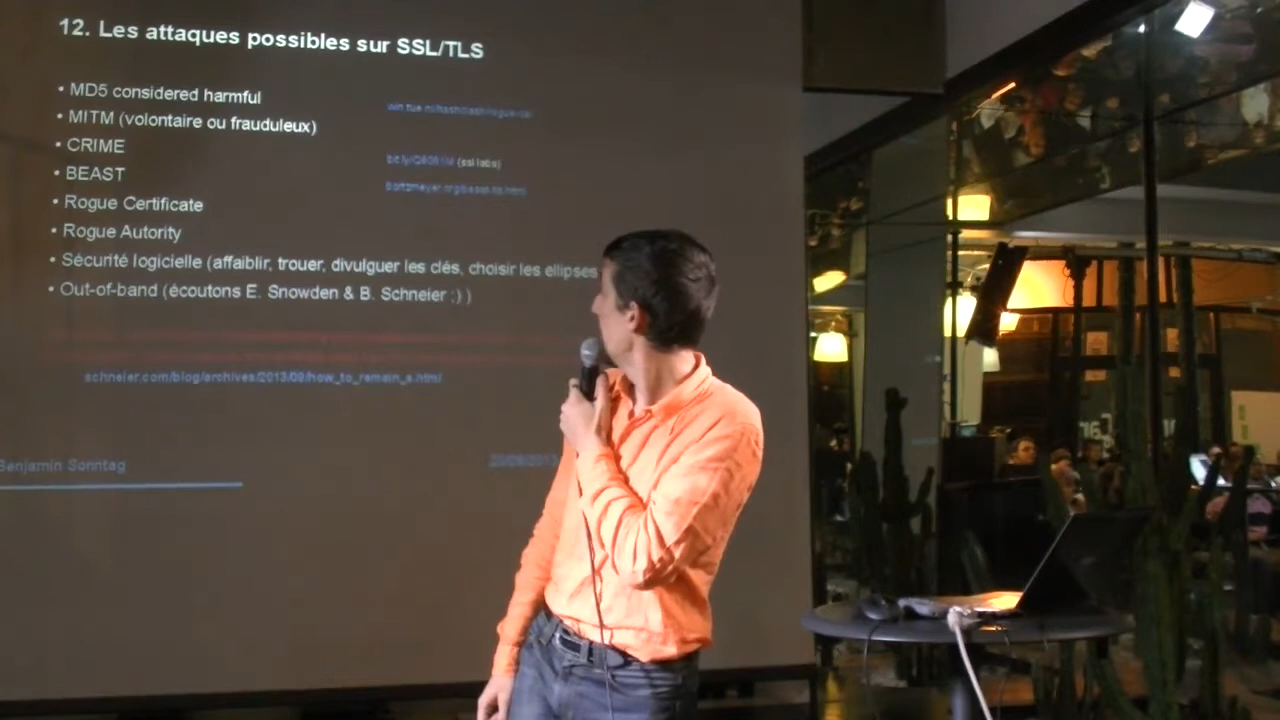 12. Les attaques possibles sur SSL/TLS
• MD5 considered harmful
• MITM (volontaire ou frauduleux)
• CRIME
(ssl labs)
• BEAST
• Rogue Certificate
• Rogue Autority
• Sécurité logicielle (affaiblir, trouer, divulguer les clés, choisir les ellipses
• Out-of-band (écoutons E. Snowden & B. Schneier :) )
schneier.com/blog/archives/2013/09/how_to_remain_s.html
Benjamin Sonntag